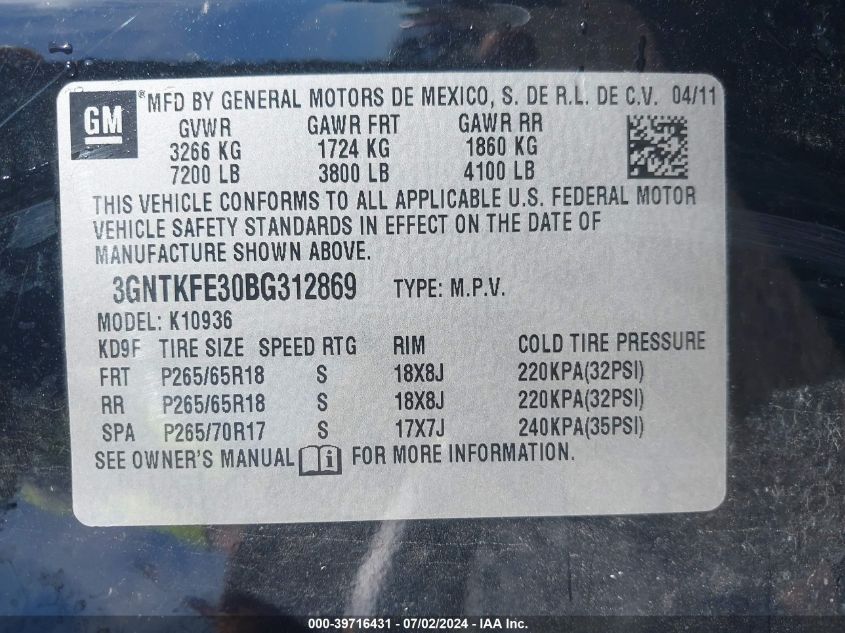 GM ®MFD BY GENERAL MOTORS DE MEXICO, S. DE R.L. DE C.V. 04/11
GVWR GAWR FRT GAWR RR
3266 KG 1724 KG 1860 KG
7200 LB 3800 LB 4100 LB
THIS VEHICLE CONFORMS TO ALL APPLICABLE U.S. FEDERAL MOTOR
VEHICLE SAFETY STANDARDS IN EFFECT ON THE DATE OF
MANUFACTURE SHOWN ABOVE.
3GNTKFE30BG312869 TYPE: M.P.V.
MODEL: K10936
KD9F TIRE SIZE SPEED RTG RIM COLD TIRE PRESSURE
FRT P265/65R18 S 18X8J 220KPA(32PSI)
RR P265/65R18 S 18X8J 220KPA(32PSI)
SPA P265/70R17 S 17X7J 240KPA(35PSI)
SEE OWNER'S MANUAL i FOR MORE INFORMATION.
000-39716431 - 07/02/2024 - IAA Inc.